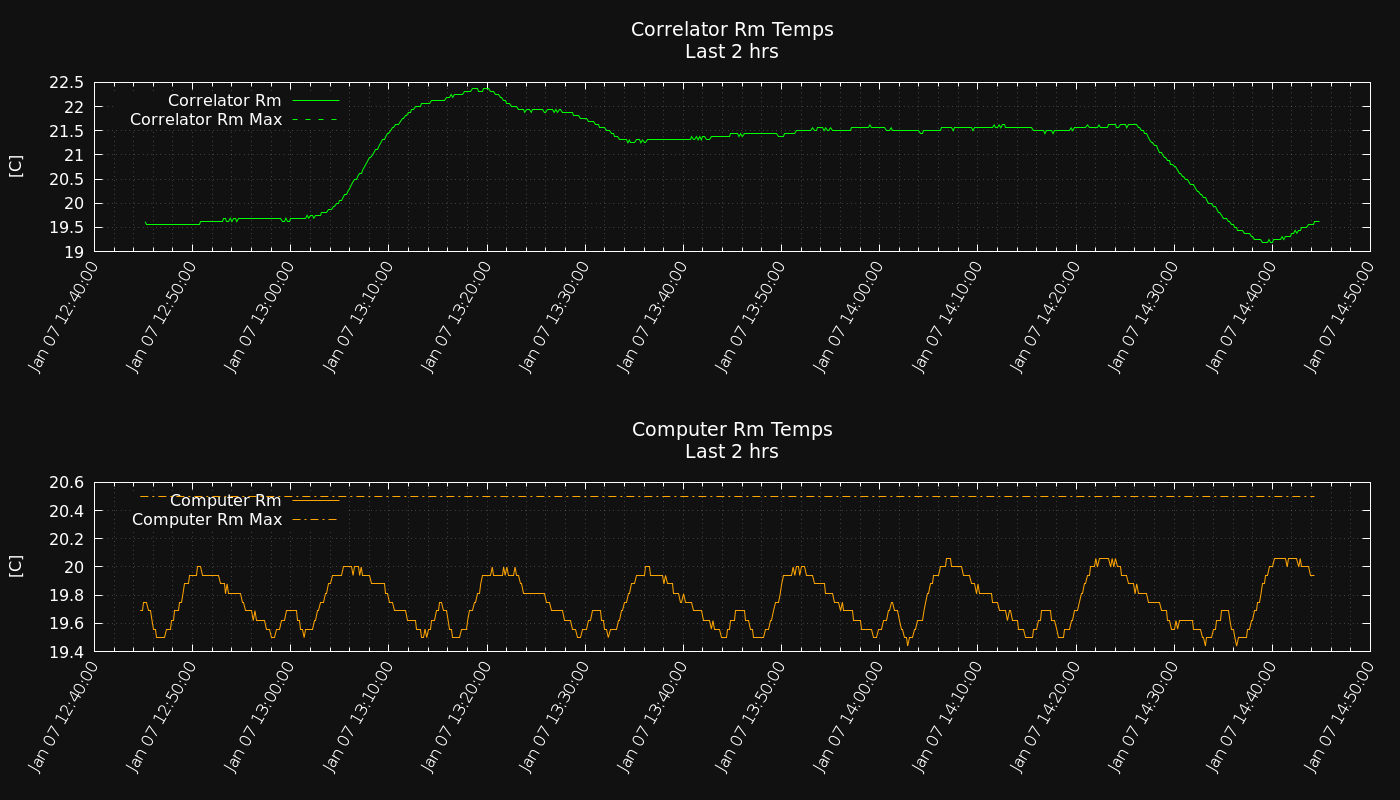 Correlator Rm Temps
Last 2 hrs
22.5
22
21.5
21
20.5
20
19.5
19
[C]
Correlator Rm
Correlator Rm Max
Jan 07 12:40:00
Jan 07 12:50:00
Jan 07 13:00:00
Jan 07 13:10:00
Jan 07 13:20:00
Jan 07 13:30:00
Jan 07 13:40:00
Jan 07 13:50:00
Jan 07 14:00:00
Jan 07 14:10:00
Jan 07 14:20:00
Jan 07 14:30:00
Jan 07 14:40:00
Jan 07 14:50:00
Computer Rm Temps
Last 2 hrs
20.6
20.4
20.2
20
19.8
19.6
19.4
[C]
Computer Rm
Computer Rm Max
Jan 07 12:40:00
Jan 07 12:50:00
Jan 07 13:00:00
Jan 07 13:10:00
Jan 07 13:20:00
Jan 07 13:30:00
Jan 07 13:40:00
Jan 07 13:50:00
Jan 07 14:00:00
Jan 07 14:10:00
Jan 07 14:20:00
Jan 07 14:30:00
Jan 07 14:40:00
Jan 07 14:50:00